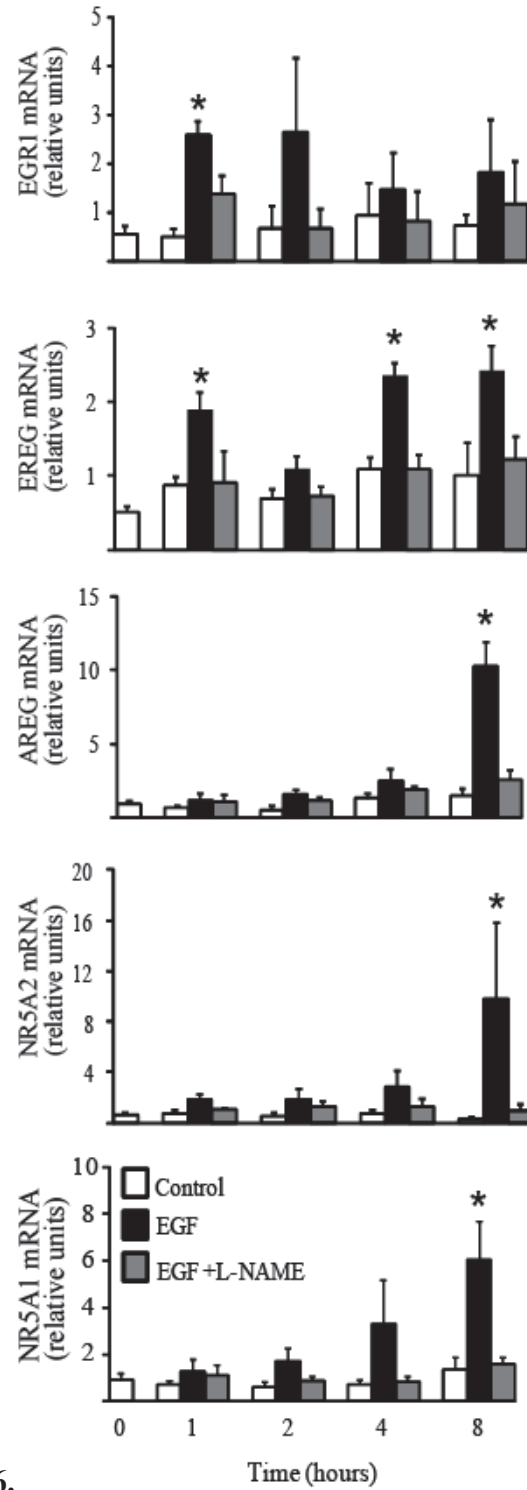 EGR1 mRNA
(relative units)
5
4
3
2
1
*
EREG mRNA
(relative units)
3
2
1
*
*
*
AREG mRNA
(relative units)
15
10
5
*
NR5A2 mRNA
(relative units)
20
16
12
8
4
*
NR5A1 mRNA
(relative units)
10
8
6
4
2
Control
EGF
EGF+L-NAME
*
0 1 2 4 8
Time (hours)